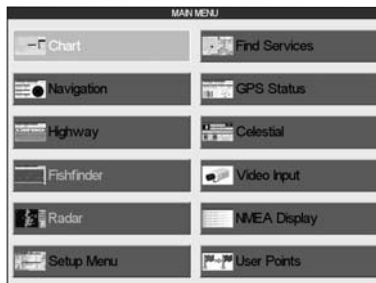 MAIN MENU
Chart
Find Services
Navigation
GPS Status
Highway
Celestial
Fishfinder
Video Input
Radar
NMEA Display
Setup Menu
User Points